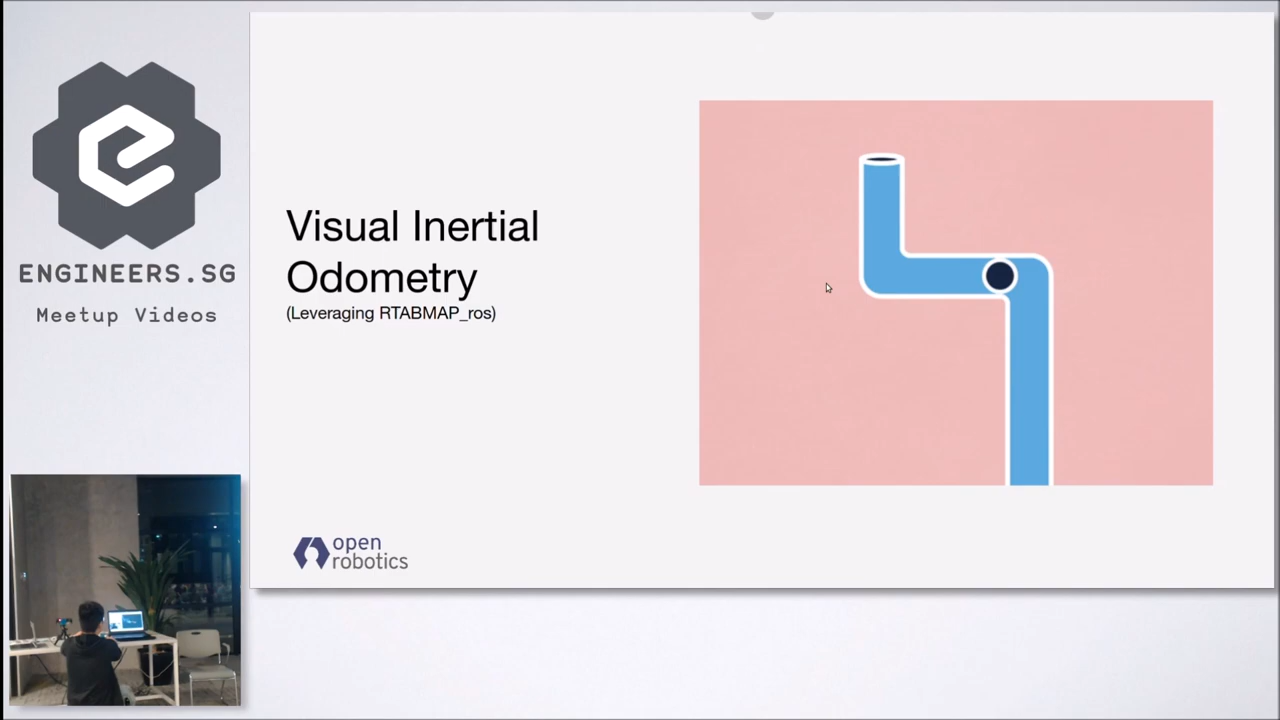 ENGINEERS.SG
Meetup Videos
Visual Inertial
Odometry
(Leveraging RTABMAP_ros)
open
robotics